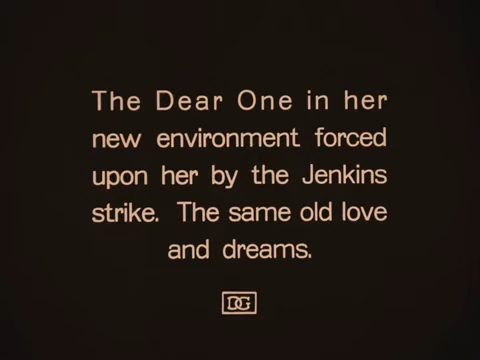 The Dear One in her
new environment forced
upon her by the Jenkins
strike. The same old love
and dreams.
DG